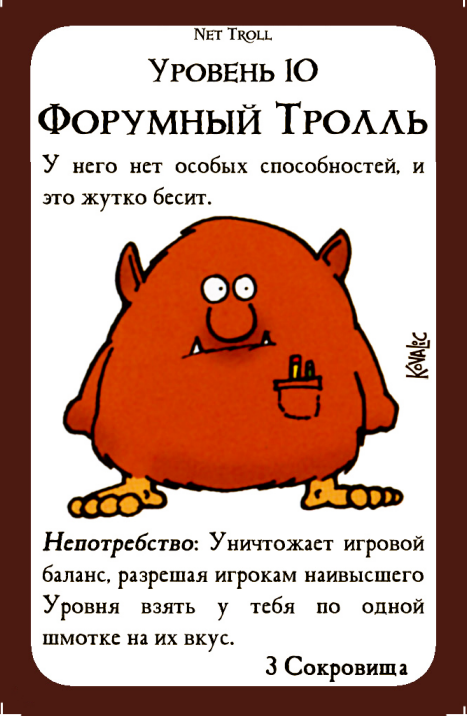 Net Troll
Уровень 10
Форумный Тролль
У него нет особых способностей, и
это жутко бесит.
Kovalic
Непотребство: Уничтожает игровой
баланс, разрешая игрокам наивысшего
Уровня взять у тебя по одной
шмотке на их вкус.
3 Сокровища